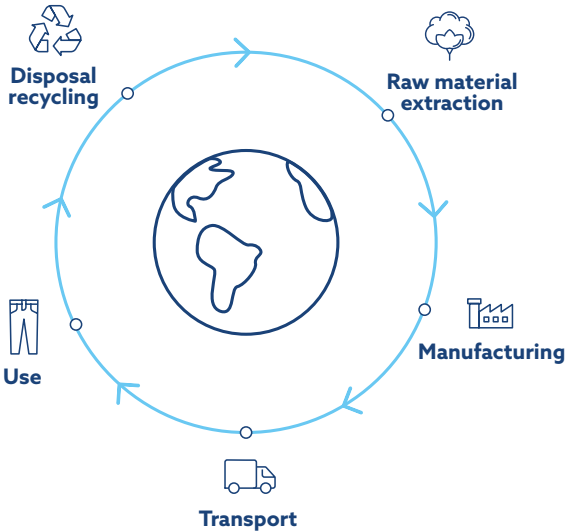 Disposal
recycling
Raw material
extraction
Manufacturing
Use
Transport